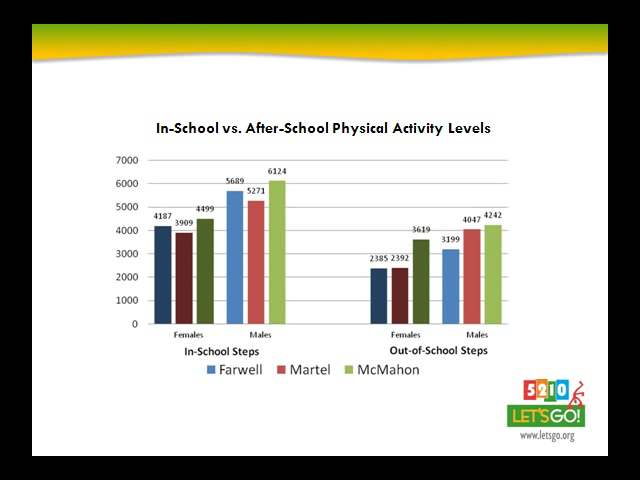 In-School vs. After-School Physical Activity Levels
7000
6000
5000
4000
3000
2000
1000
0
4187
3909
4499
5689
5271
6124
2385
2392
3619
3199
4047
4242
Females
Males
Females
Males
In-School Steps
Out-of-School Steps
Farwell
Martel
McMahon
5210
LET'S GO!
www.letsgo.org